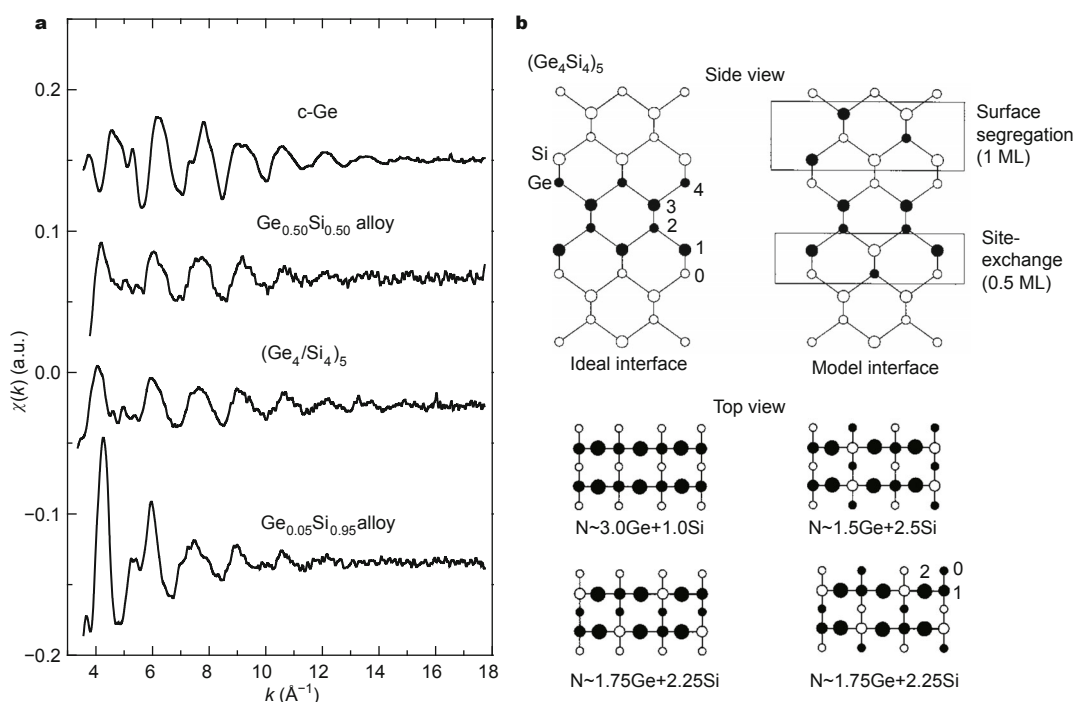 a
0.2
0.1
0.0
−0.1
−0.2
χ(k) (a.u.)
c-Ge
Ge0.50Si0.50 alloy
(Ge4/Si4)5
Ge0.05Si0.95 alloy
4 6 8 10 12 14 16 18
k (Å−1)
b
(Ge4Si4)5
Side view
Si
Ge
4
3
2
1
0
Ideal interface
Surface
segregation
(1 ML)
Site-
exchange
(0.5 ML)
Model interface
Top view
N~3.0Ge+1.0Si
N~1.5Ge+2.5Si
2 0
1
N~1.75Ge+2.25Si
N~1.75Ge+2.25Si